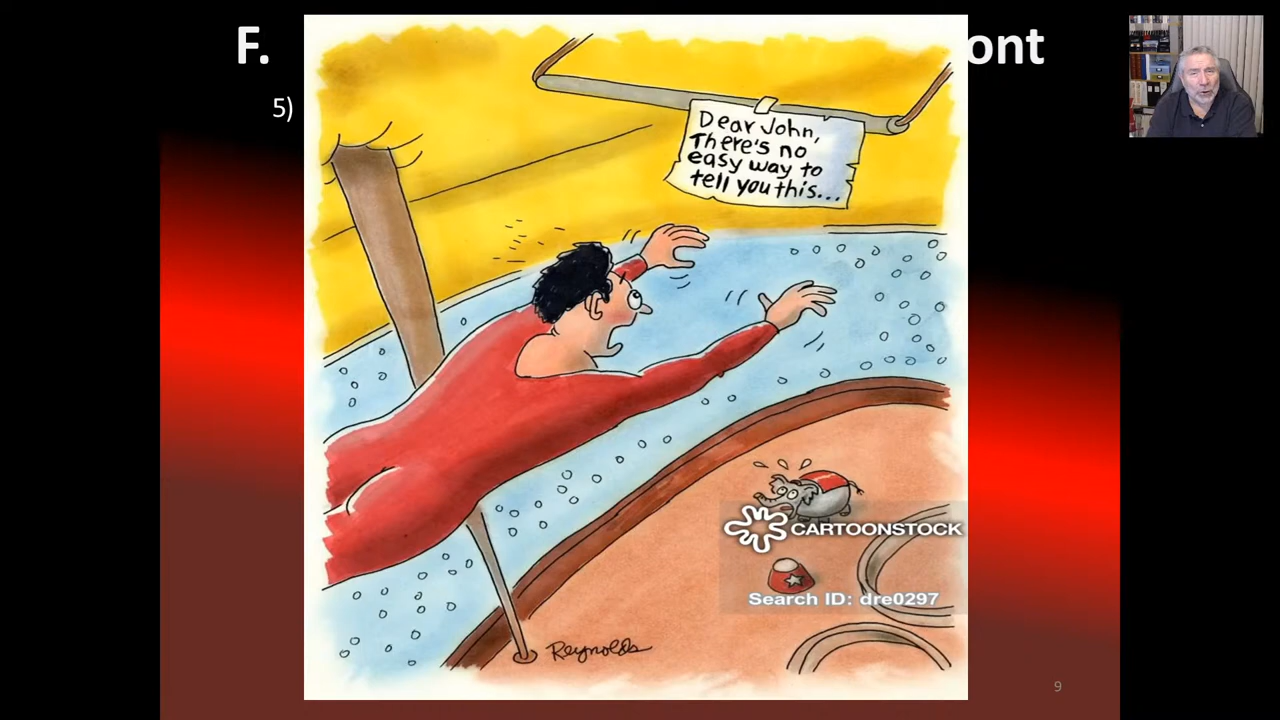 F.
ont
5)
Dear John,
There's no
easy way to
tell you this...
CARTOONSTOCK
Search ID: dre0297
Reynolds
9